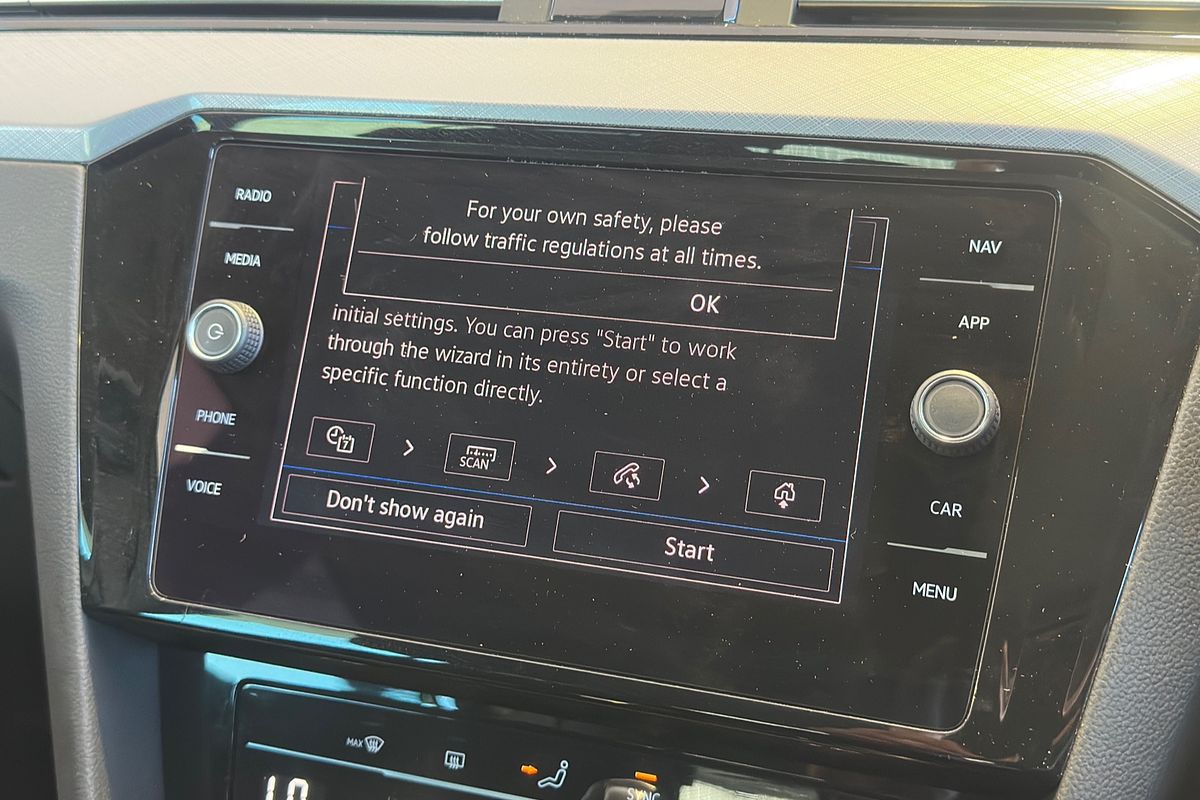 RADIO
MEDIA
PHONE
VOICE
For your own safety, please
follow traffic regulations at all times.
OK
initial settings. You can press "Start" to work
through the wizard in its entirety or select a
specific function directly.
7
SCAN
Don't show again
Start
NAV
APP
CAR
MENU
MAX
SYNC